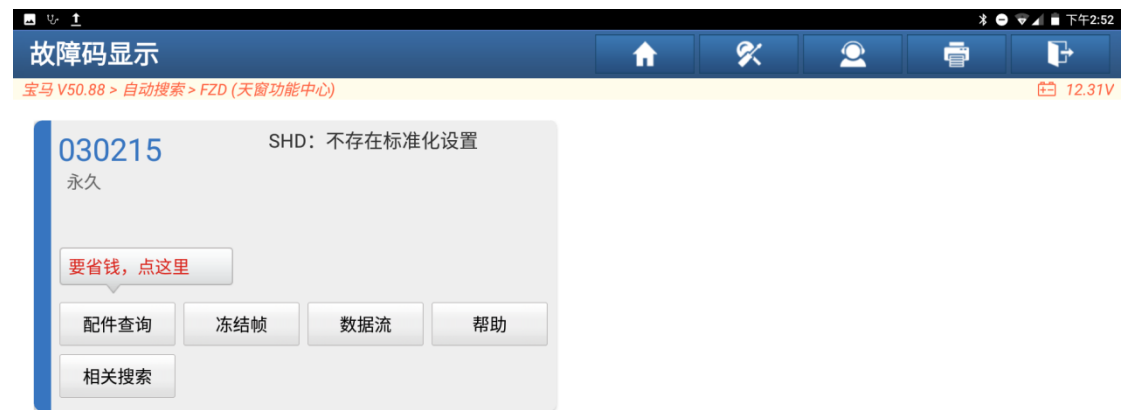 下午2:52
故障码显示
宝马 V50.88 > 自动搜索 > FZD (天窗功能中心)
12.31V
030215
SHD：不存在标准化设置
永久
要省钱，点这里
配件查询
冻结帧
数据流
帮助
相关搜索